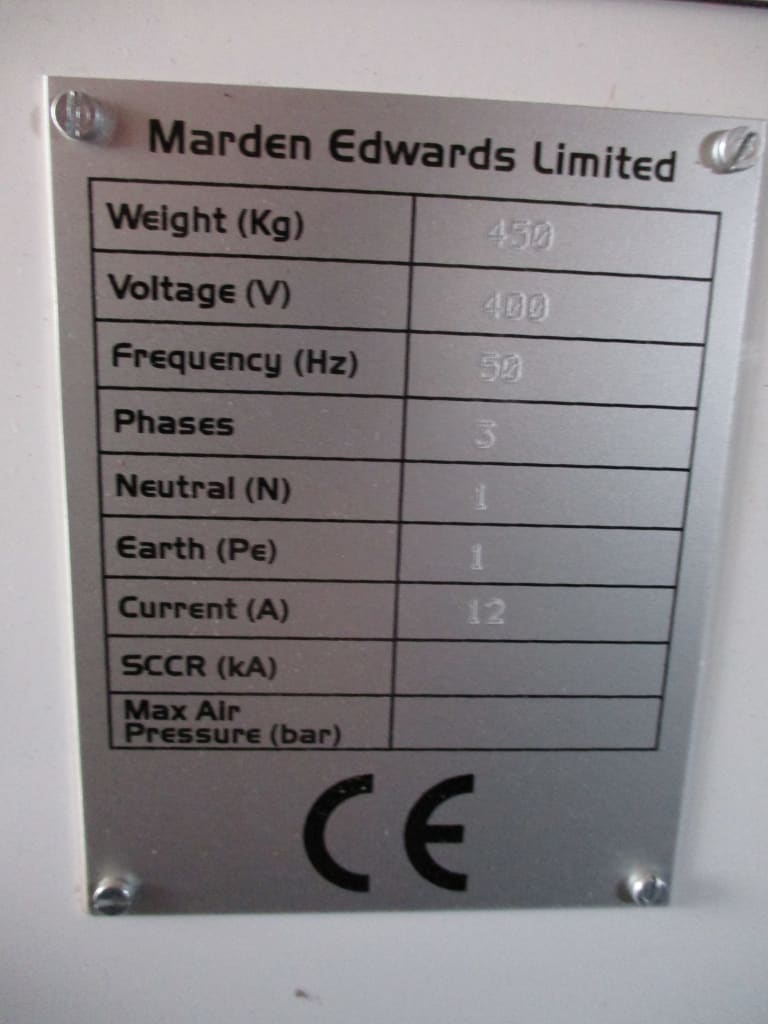 Marden Edwards Limited
Weight (Kg) 450
Voltage (V) 400
Frequency (Hz) 50
Phases 3
Neutral (N) 1
Earth (Pe) 1
Current (A) 12
SCCR (kA)
Max Air
Pressure (bar)
CE